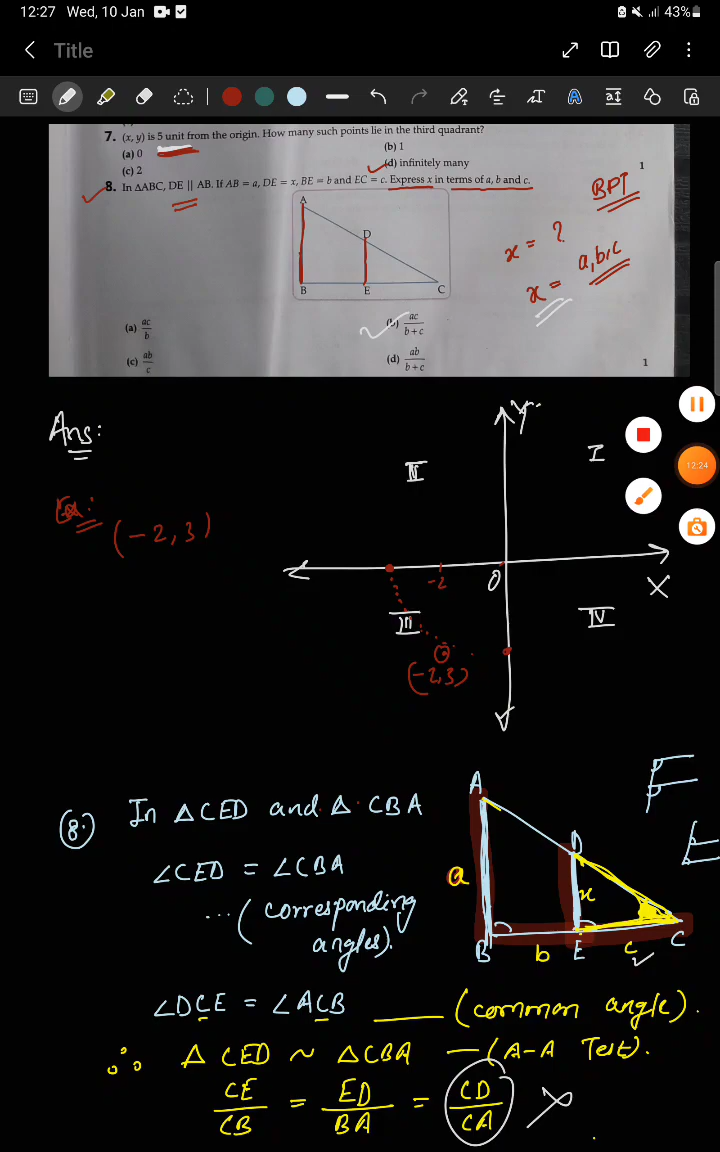 12:27 Wed, 10 Jan 43%
Title
7. (x, y) is 5 unit from the origin. How many such points lie in the third quadrant?
(a) 0 (b) 1
(c) 2 (d) infinitely many 1
8. In ΔABC, DE || AB. If AB = a, DE = x, BE = b and EC = c. Express x in terms of a, b and c.
BPT
A
D
B E C
x = ?
x = a,b,c
(a) ac/b (b) ac/b+c
(c) ab/c (d) ab/b+c 1
Ans:
Y
II I
12:24
Ex:
(-2,3)
-2 0 X
III IV
(-2,3)
A
8. In Δ CED and Δ CBA
D
∠CED = ∠CBA
a x
... (corresponding angles).
B b E c C
∠DCE = ∠ACB — (common angle).
∴ Δ CED ~ ΔCBA — (A-A Test).
CE/CB = ED/BA = CD/CA